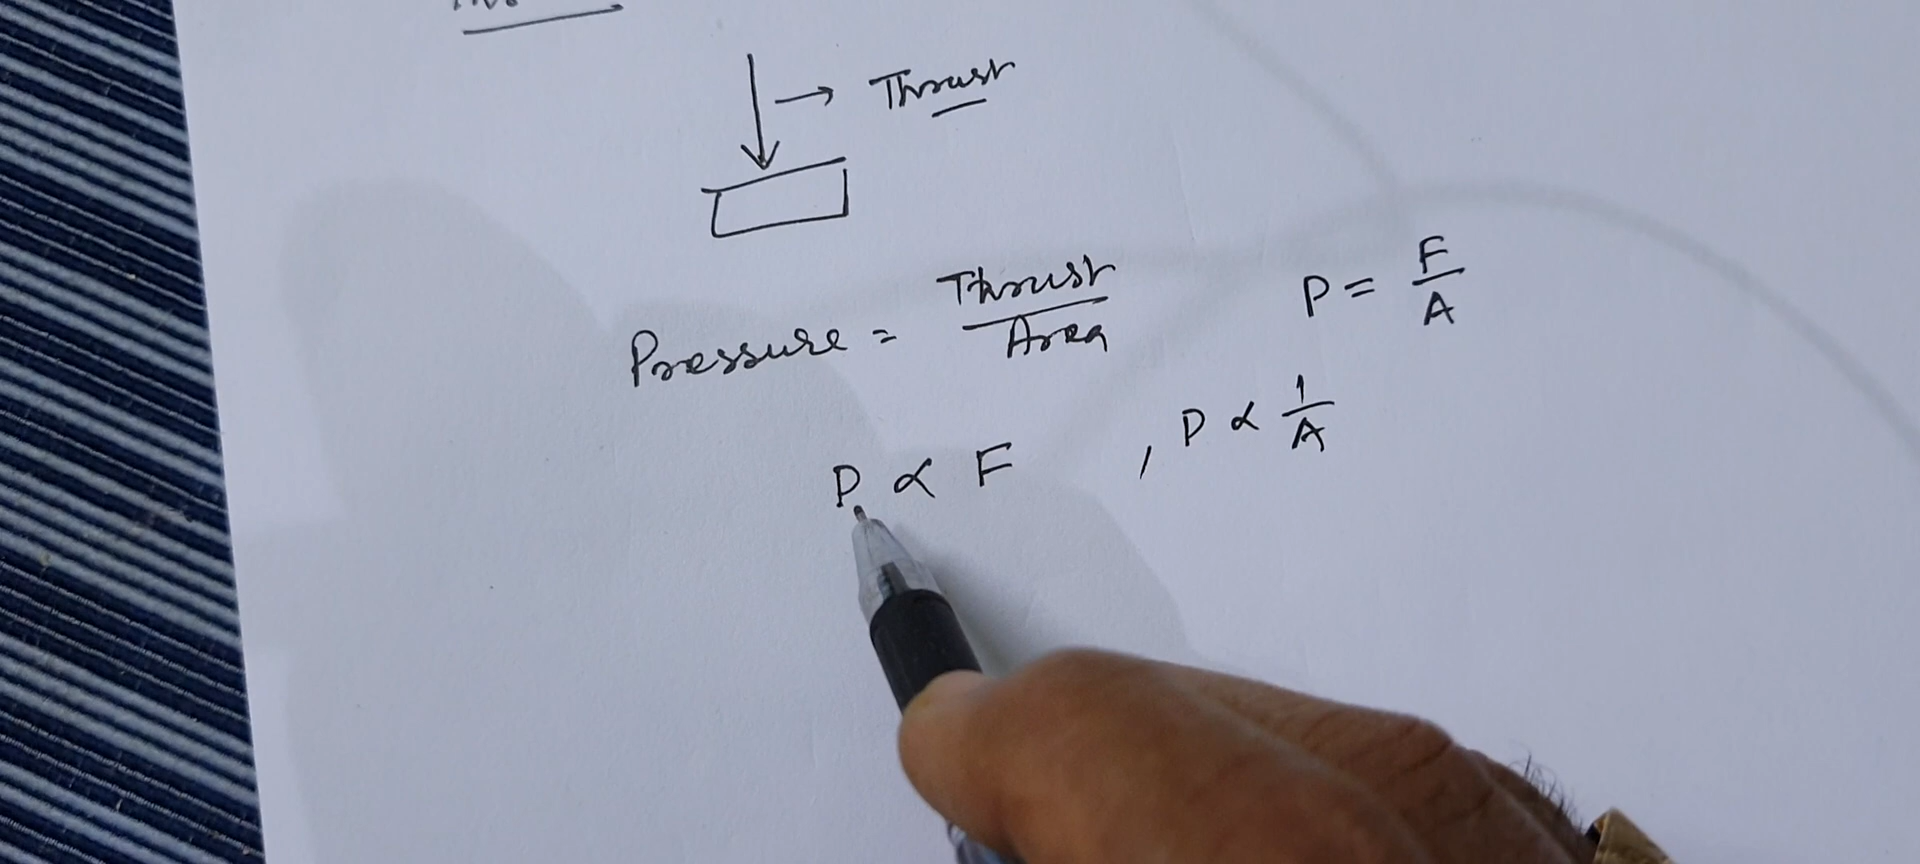 Thrust
Pressure = Thrust / Area
P = F / A
P ∝ F , P ∝ 1 / A